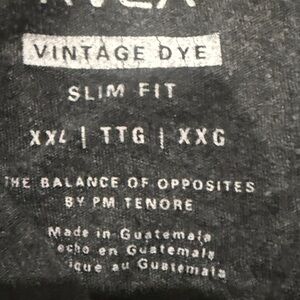 RVCA
VINTAGE DYE
SLIM FIT
XXL | TTG | XXG
THE BALANCE OF OPPOSITES
BY PM TENORE
Made in Guatemala
echo en Guatemala
ique au Guatemala